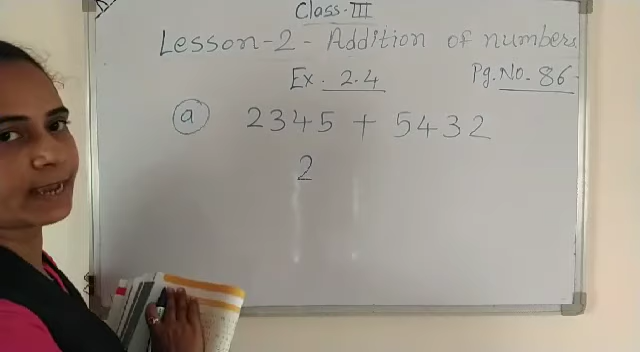 Class-III
Lesson-2 - Addition of numbers
Ex. 2.4
Pg. No. 86
a 2345 + 5432
2